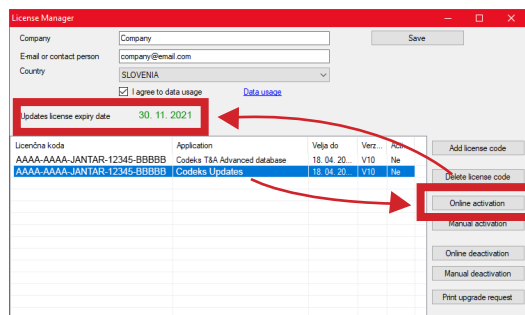 License Manager
Company Company Save
E-mail or contact person company@email.com
Country SLOVENIA
I agree to data usage Data usage
Updates license expiry date 30. 11. 2021
Licenčna koda Application Velja do Verz...
Add license code
AAAA-AAAA-JANTAR-12345-BBBBB Codeks T&A Advanced database 18. 04. 20... V10 Ne
AAAA-AAAA-JANTAR-12345-BBBBB Codeks Updates 18. 04. 20... V10 Ne
Delete license code
Online activation
Manual activation
Online deactivation
Manual deactivation
Print upgrade request